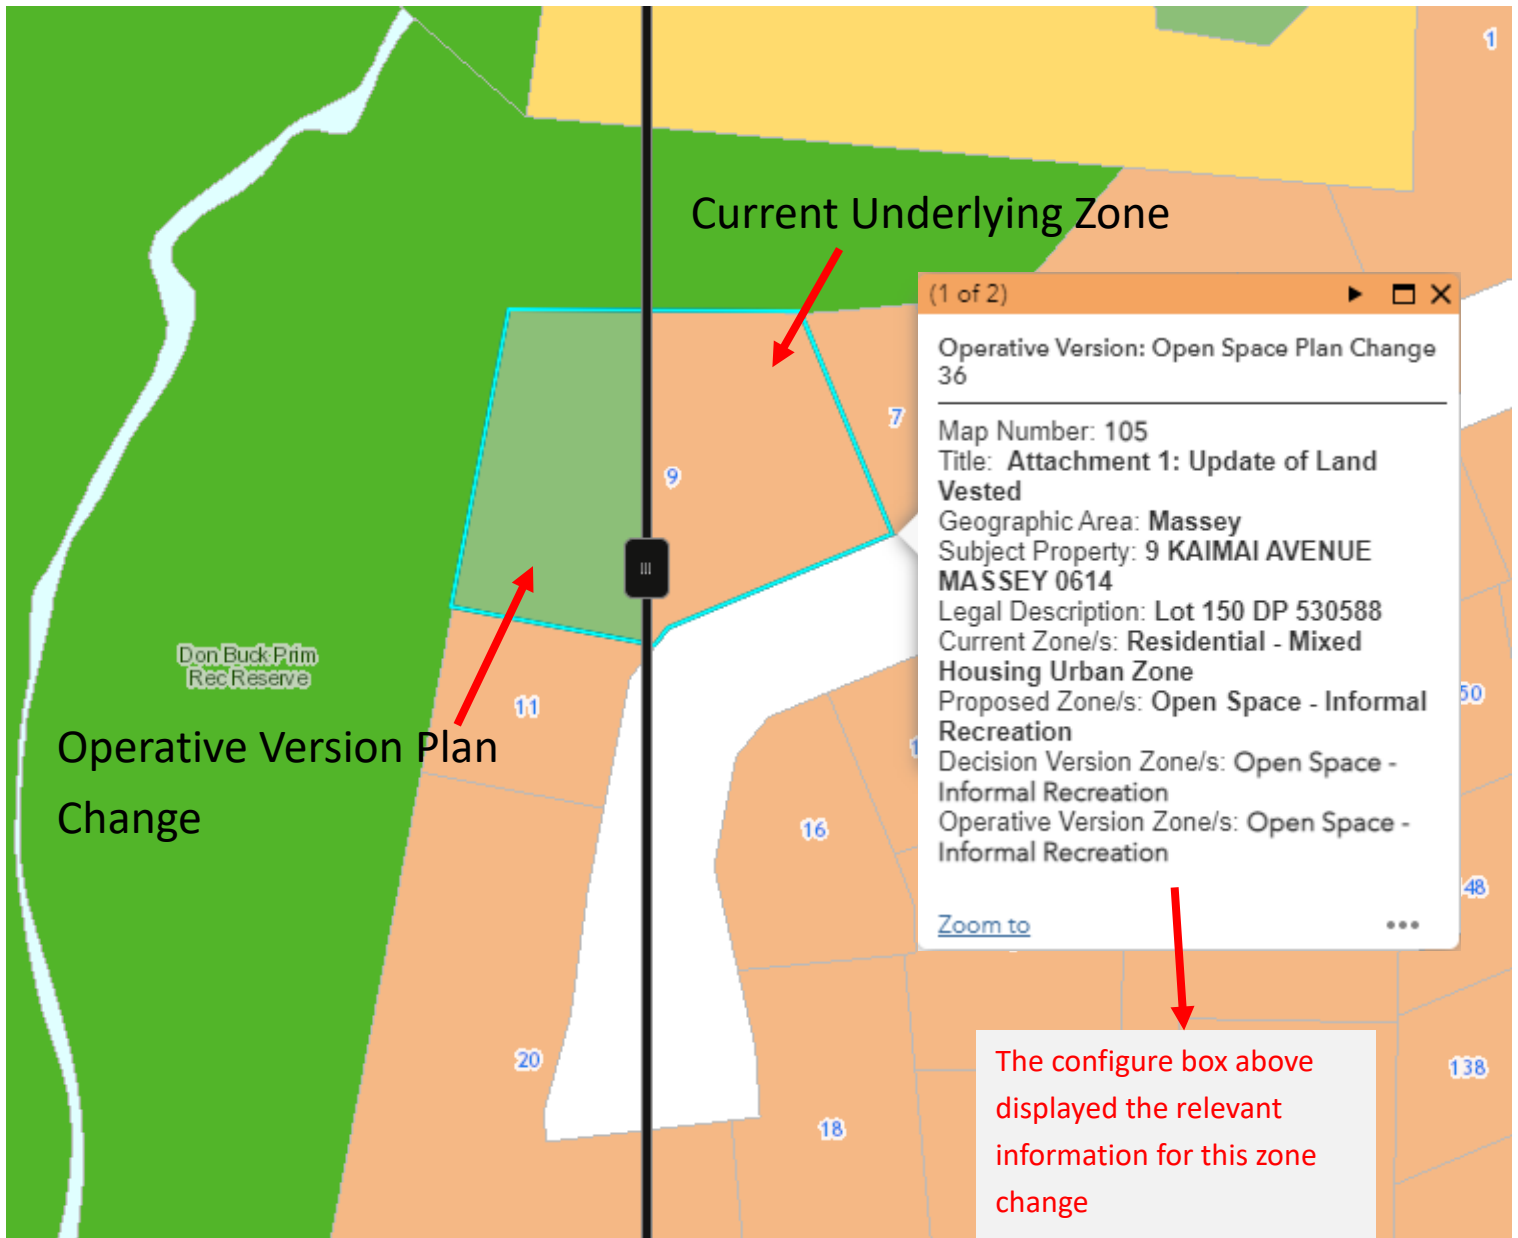 1
Current Underlying Zone
(1 of 2)
Operative Version: Open Space Plan Change
36
Map Number: 105
Title: Attachment 1: Update of Land
Vested
Geographic Area: Massey
Subject Property: 9 KAIMAI AVENUE
MASSEY 0614
Legal Description: Lot 150 DP 530588
Current Zone/s: Residential - Mixed
Housing Urban Zone
Proposed Zone/s: Open Space - Informal
Recreation
Decision Version Zone/s: Open Space -
Informal Recreation
Operative Version Zone/s: Open Space -
Informal Recreation
Zoom to
7
9
Don Buck Prim
Rec Reserve
11
Operative Version Plan
Change
16
50
48
20
18
138
The configure box above
displayed the relevant
information for this zone
change